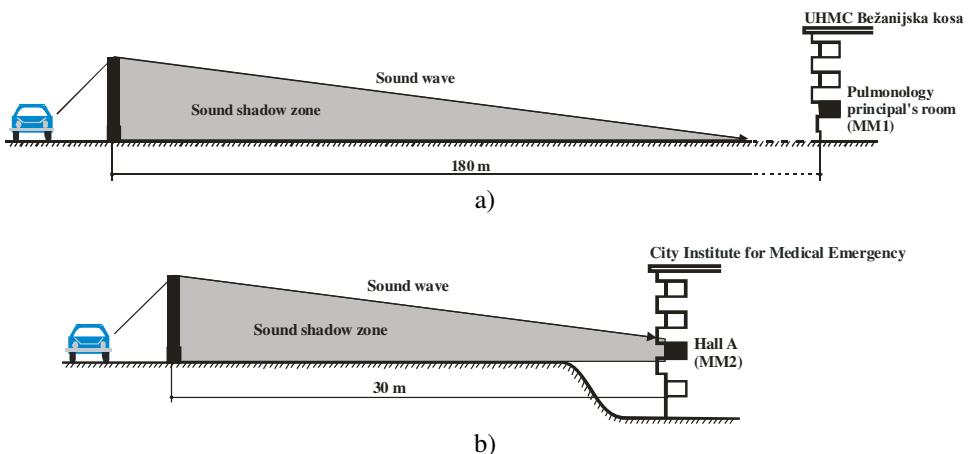 UHMC Bežanijska kosa
Sound wave
Sound shadow zone
Pulmonology
principal's room
(MM1)
180 m
a)
City Institute for Medical Emergency
Sound wave
Sound shadow zone
Hall A
(MM2)
30 m
b)